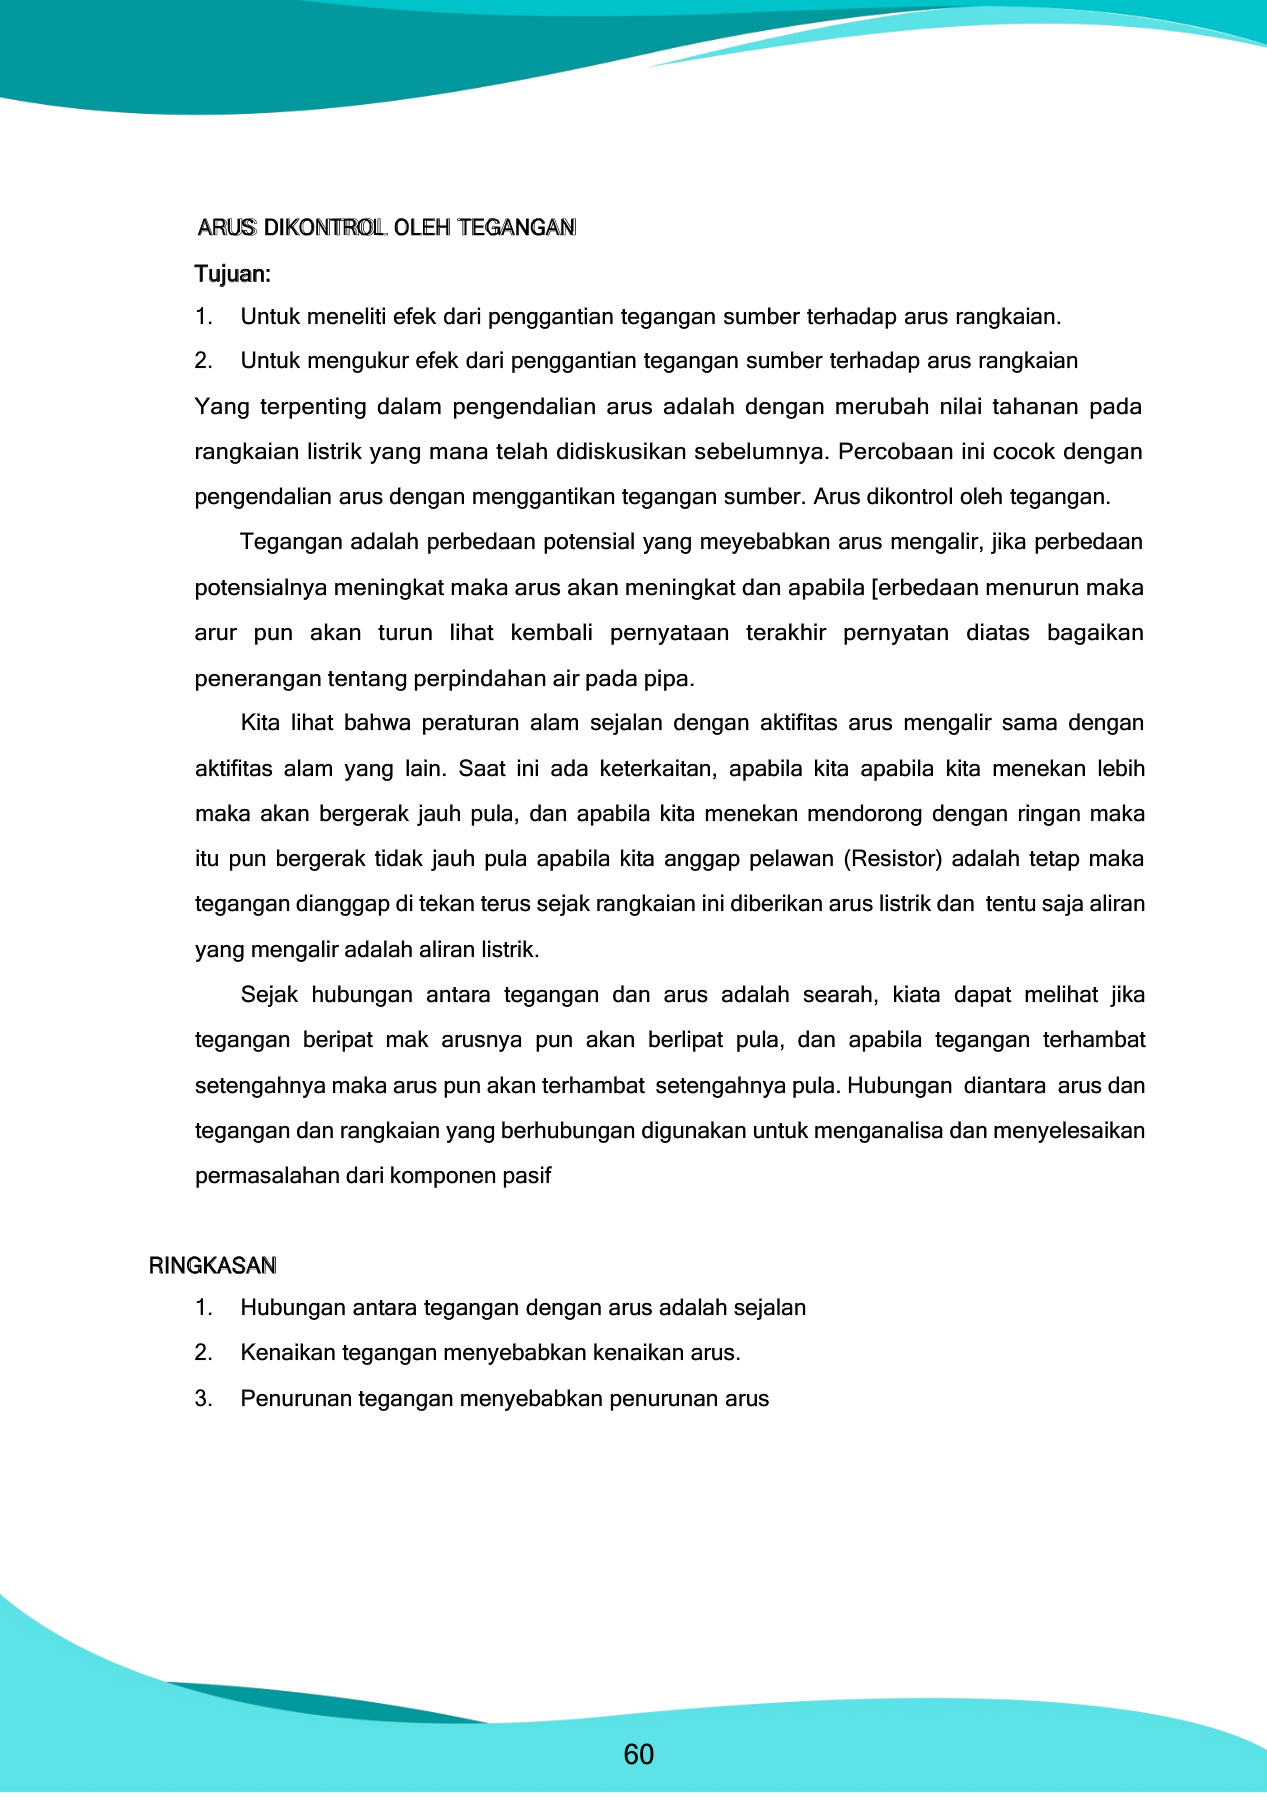 ARUS DIKONTROL OLEH TEGANGAN
Tujuan:
1. Untuk meneliti efek dari penggantian tegangan sumber terhadap arus rangkaian.
2. Untuk mengukur efek dari penggantian tegangan sumber terhadap arus rangkaian
Yang terpenting dalam pengendalian arus adalah dengan merubah nilai tahanan pada
rangkaian listrik yang mana telah didiskusikan sebelumnya. Percobaan ini cocok dengan
pengendalian arus dengan menggantikan tegangan sumber. Arus dikontrol oleh tegangan.
Tegangan adalah perbedaan potensial yang meyebabkan arus mengalir, jika perbedaan
potensialnya meningkat maka arus akan meningkat dan apabila [erbedaan menurun maka
arur pun akan turun lihat kembali pernyataan terakhir pernyatan diatas bagaikan
penerangan tentang perpindahan air pada pipa.
Kita lihat bahwa peraturan alam sejalan dengan aktifitas arus mengalir sama dengan
aktifitas alam yang lain. Saat ini ada keterkaitan, apabila kita apabila kita menekan lebih
maka akan bergerak jauh pula, dan apabila kita menekan mendorong dengan ringan maka
itu pun bergerak tidak jauh pula apabila kita anggap pelawan (Resistor) adalah tetap maka
tegangan dianggap di tekan terus sejak rangkaian ini diberikan arus listrik dan tentu saja aliran
yang mengalir adalah aliran listrik.
Sejak hubungan antara tegangan dan arus adalah searah, kiata dapat melihat jika
tegangan beripat mak arusnya pun akan berlipat pula, dan apabila tegangan terhambat
setengahnya maka arus pun akan terhambat setengahnya pula. Hubungan diantara arus dan
tegangan dan rangkaian yang berhubungan digunakan untuk menganalisa dan menyelesaikan
permasalahan dari komponen pasif
RINGKASAN
1. Hubungan antara tegangan dengan arus adalah sejalan
2. Kenaikan tegangan menyebabkan kenaikan arus.
3. Penurunan tegangan menyebabkan penurunan arus
60